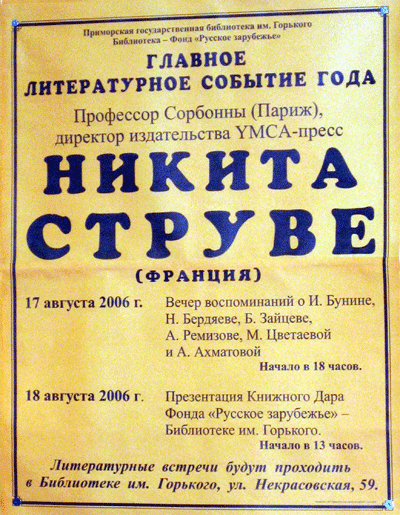 Приморская государственная библиотека им. Горького
Библиотека – Фонд «Русское зарубежье»
ГЛАВНОЕ
ЛИТЕРАТУРНОЕ СОБЫТИЕ ГОДА
Профессор Сорбонны (Париж),
директор издательства YMCA-пресс
НИКИТА
СТРУВЕ
(ФРАНЦИЯ)
17 августа 2006 г. Вечер воспоминаний о И. Бунине,
Н. Бердяеве, Б. Зайцеве,
А. Ремизове, М. Цветаевой
и А. Ахматовой
Начало в 18 часов.
18 августа 2006 г. Презентация Книжного Дара
Фонда «Русское зарубежье» –
Библиотеке им. Горького.
Начало в 13 часов.
Литературные встречи будут проходить
в Библиотеке им. Горького, ул. Некрасовская, 59.